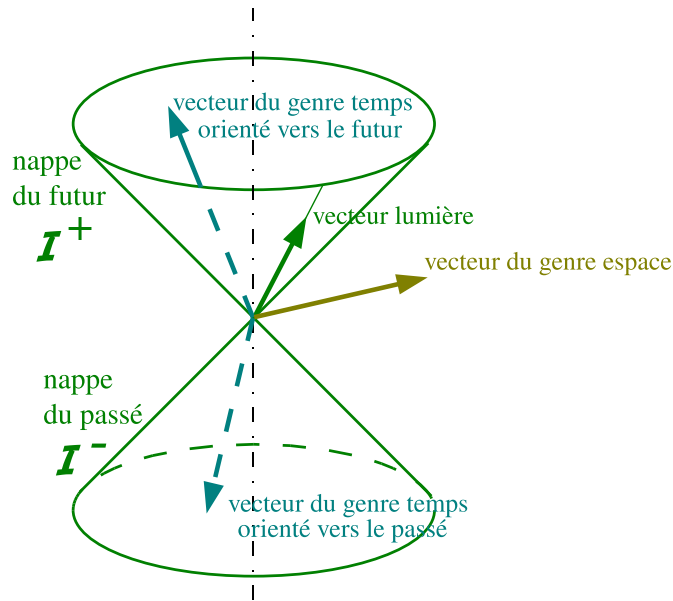 vecteur du genre temps
orienté vers le futur
nappe
du futur
I +
vecteur lumière
vecteur du genre espace
nappe
du passé
I -
vecteur du genre temps
orienté vers le passé